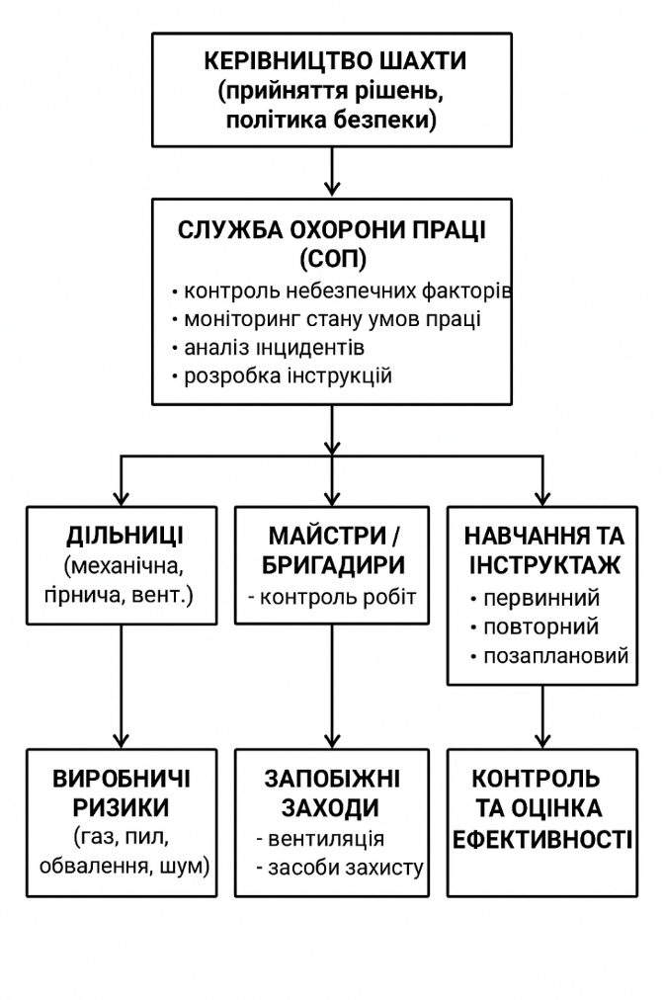 КЕРІВНИЦТВО ШАХТИ
(прийняття рішень,
політика безпеки)
СЛУЖБА ОХОРОНИ ПРАЦІ
(СОП)
• контроль небезпечних факторів
• моніторинг стану умов праці
• аналіз інцидентів
• розробка інструкцій
ДІЛЬНИЦІ
(механічна,
гірнича, вент.)
МАЙСТРИ /
БРИГАДИРИ
- контроль робіт
НАВЧАННЯ ТА
ІНСТРУКТАЖ
• первинний
• повторний
• позаплановий
ВИРОБНИЧІ
РИЗИКИ
(газ, пил,
обвалення, шум)
ЗАПОБІЖНІ
ЗАХОДИ
- вентиляція
- засоби захисту
КОНТРОЛЬ
ТА ОЦІНКА
ЕФЕКТИВНОСТІ